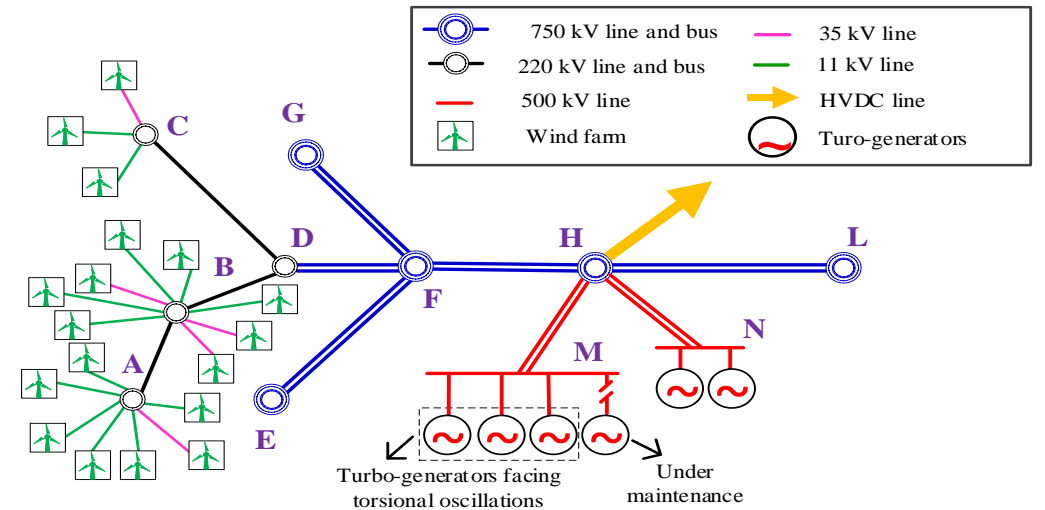 750 kV line and bus
35 kV line
220 kV line and bus
11 kV line
500 kV line
HVDC line
Wind farm
Turo-generators
C
G
D
H
L
B
F
A
M
N
E
Turbo-generators facing
torsional oscillations
Under
maintenance